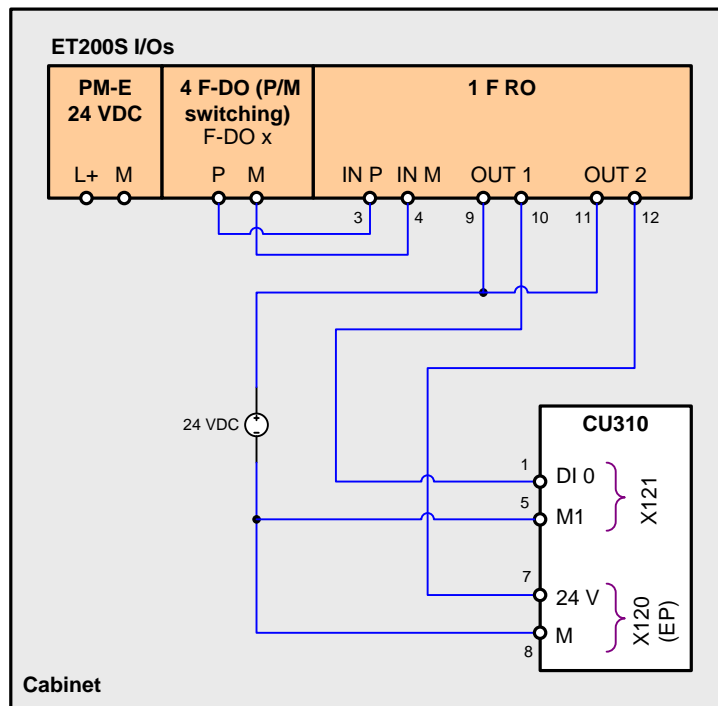 ET200S I/Os
PM-E
24 VDC
4 F-DO (P/M
switching)
F-DO x
1 F RO
L+ M
P M
IN P IN M OUT 1 OUT 2
3 4 9 10 11 12
24 VDC
CU310
1
DI 0
5
M1
X121
7
24 V
M
8
X120
(EP)
Cabinet